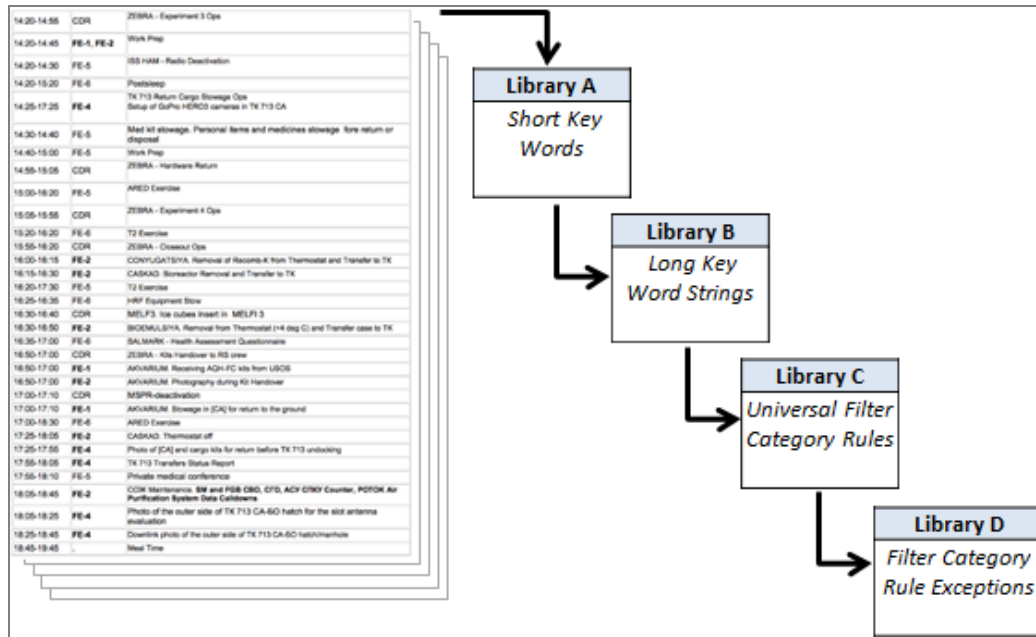 14:20-14:55 CDR ZEBRA - Experiment 3 Ops
14:20-14:45 FE-1, FE-2 Work Prep
14:20-14:30 FE-5 ISS HAM - Radio Deactivation
14:20-15:20 FE-6 Postsleep
14:25-17:25 FE-4 TK 713 Return Cargo Stowage Ops
Setup of GoPro HERO3 cameras in TK 713 CA
14:30-14:40 FE-5 Med kit stowage. Personal items and medicines stowage fore return or
disposal
14:40-15:00 FE-5 Work Prep
14:55-15:05 CDR ZEBRA - Hardware Return
15:00-16:20 FE-5 ARED Exercise
15:05-15:55 CDR ZEBRA - Experiment 4 Ops
15:20-16:20 FE-6 T2 Exercise
15:55-16:20 CDR ZEBRA - Closeout Ops
16:00-16:15 FE-2 CONYUGATSIYA. Removal of Recomb-K from Thermostat and Transfer to TK
16:15-16:30 FE-2 CASKAD. Bioreactor Removal and Transfer to TK
16:20-17:30 FE-5 T2 Exercise
16:25-16:35 FE-6 HRF Equipment Stow
16:30-16:40 CDR MELF3. Ice cubes insert in MELFI 3
16:30-16:50 FE-2 BIOEMULSIYA. Removal from Thermostat (+4 deg C) and Transfer case to TK
16:35-17:00 FE-6 SALMARK - Health Assessment Questionnaire
16:50-17:00 CDR ZEBRA - Kits Handover to RS crew
16:50-17:00 FE-1 AKVARIUM. Receiving AQH-FC kits from USOS
16:50-17:00 FE-2 AKVARIUM. Photography during Kit Handover
17:00-17:10 CDR MSPR-deactivation
17:00-17:10 FE-1 AKVARIUM. Stowage in [CA] for return to the ground
17:00-18:30 FE-6 ARED Exercise
17:25-18:05 FE-2 CASKAD. Thermostat off
17:25-17:55 FE-4 Photo of [CA] and cargo kits for return before TK 713 undocking
17:55-18:05 FE-4 TK 713 Transfers Status Report
17:55-18:10 FE-5 Private medical conference
18:05-18:45 FE-2 Maintenance. SM and FGB Counter, POTOK Air
Purification System Data Calldowns
18:05-18:25 FE-4 Photo of the outer side of TK 713 CA-BO hatch for the slot antenna
evaluation
18:25-18:45 FE-4 Downlink photo of the outer side of TK 713 CA-BO hatch/manhole
18:45-19:45 . Meal Time
Library A
Short Key
Words
Library B
Long Key
Word Strings
Library C
Universal Filter
Category Rules
Library D
Filter Category
Rule Exceptions